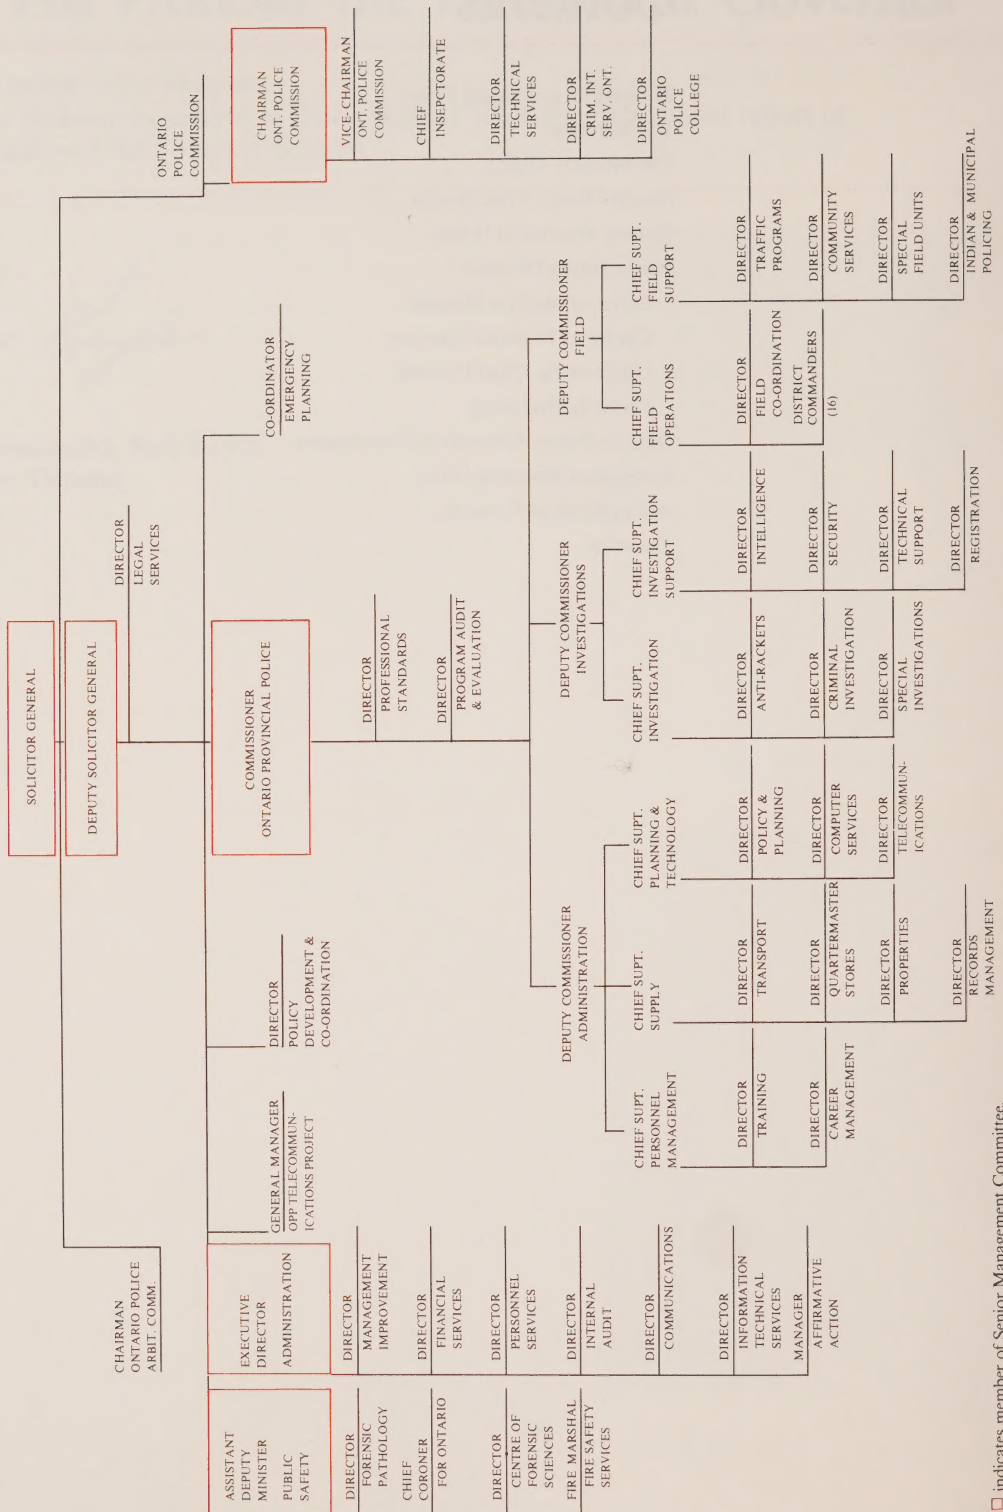 SOLICITOR GENERAL
DEPUTY SOLICITOR GENERAL
CHAIRMAN
ONTARIO POLICE
ARBIT. COMM.
ONTARIO
POLICE
COMMISSION
DIRECTOR
LEGAL
SERVICES
ASSISTANT
DEPUTY
MINISTER
PUBLIC
SAFETY
EXECUTIVE
DIRECTOR
ADMINISTRATION
GENERAL MANAGER
OPP TELECOMMUN-
ICATIONS PROJECT
DIRECTOR
POLICY
DEVELOPMENT &
CO-ORDINATION
COMMISSIONER
ONTARIO PROVINCIAL POLICE
CO-ORDINATOR
EMERGENCY
PLANNING
CHAIRMAN
ONT. POLICE
COMMISSION
DIRECTOR
FORENSIC
PATHOLOGY
CHIEF
CORONER
FOR ONTARIO
DIRECTOR
CENTRE OF
FORENSIC
SCIENCES
FIRE MARSHAL
FIRE SAFETY
SERVICES
DIRECTOR
MANAGEMENT
IMPROVEMENT
DIRECTOR
FINANCIAL
SERVICES
DIRECTOR
PERSONNEL
SERVICES
DIRECTOR
INTERNAL
AUDIT
DIRECTOR
COMMUNICATIONS
DIRECTOR
INFORMATION
TECHNICAL
SERVICES
MANAGER
AFFIRMATIVE
ACTION
DIRECTOR
PROFESSIONAL
STANDARDS
DIRECTOR
PROGRAM AUDIT
& EVALUATION
VICE-CHAIRMAN
ONT. POLICE
COMMISSION
CHIEF
INSEPCTORATE
DIRECTOR
TECHNICAL
SERVICES
DIRECTOR
CRIM. INT.
SERV. ONT.
DIRECTOR
ONTARIO
POLICE
COLLEGE
DEPUTY COMMISSIONER
ADMINISTRATION
CHIEF SUPT.
PERSONNEL
MANAGEMENT
DIRECTOR
TRAINING
DIRECTOR
CAREER
MANAGEMENT
CHIEF SUPT.
SUPPLY
DIRECTOR
TRANSPORT
DIRECTOR
QUARTERMASTER
STORES
DIRECTOR
PROPERTIES
DIRECTOR
RECORDS
MANAGEMENT
CHIEF SUPT.
PLANNING &
TECHNOLOGY
DIRECTOR
POLICY &
PLANNING
DIRECTOR
COMPUTER
SERVICES
DIRECTOR
TELECOMMUN-
ICATIONS
DEPUTY COMMISSIONER
INVESTIGATIONS
CHIEF SUPT.
INVESTIGATION
DIRECTOR
ANTI-RACKETS
DIRECTOR
CRIMINAL
INVESTIGATION
DIRECTOR
SPECIAL
INVESTIGATIONS
CHIEF SUPT.
INVESTIGATION
SUPPORT
DIRECTOR
INTELLIGENCE
DIRECTOR
SECURITY
DIRECTOR
TECHNICAL
SUPPORT
DIRECTOR
REGISTRATION
DEPUTY COMMISSIONER
FIELD
CHIEF SUPT.
FIELD
OPERATIONS
DIRECTOR
FIELD
CO-ORDINATION
DISTRICT
COMMANDERS
(16)
CHIEF SUPT.
FIELD
SUPPORT
DIRECTOR
TRAFFIC
PROGRAMS
DIRECTOR
COMMUNITY
SERVICES
DIRECTOR
SPECIAL
FIELD UNITS
DIRECTOR
INDIAN & MUNICIPAL
POLICING
indicates member of Senior Management Committee.